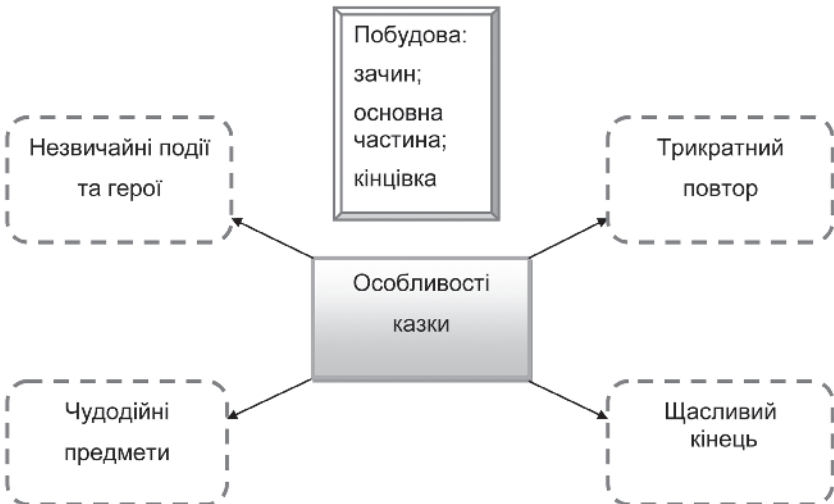 Побудова:
зачин;
основна
частина;
кінцівка
Незвичайні події
та герої
Трикратний
повтор
Особливості
казки
Чудодійні
предмети
Щасливий
кінець